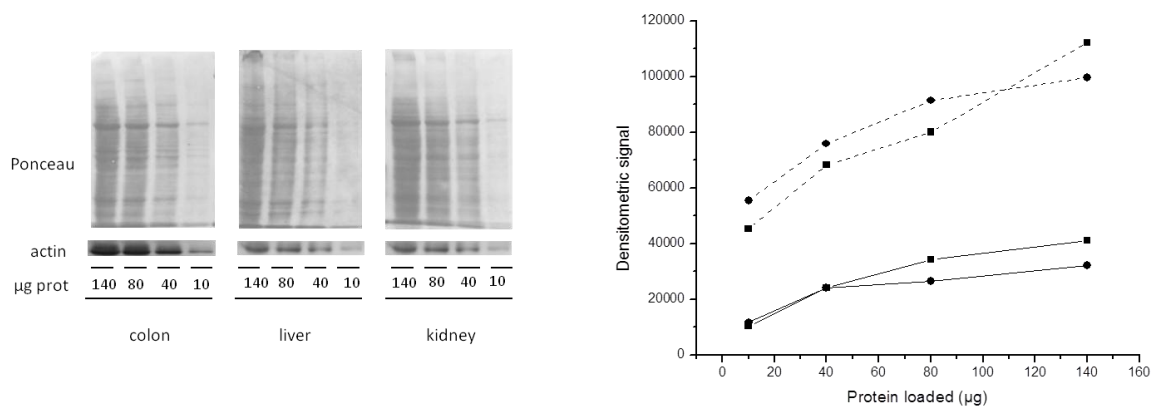 Ponceau
actin
µg prot
140 80 40 10
140 80 40 10
140 80 40 10
colon
liver
kidney
120000
100000
80000
60000
40000
20000
0
Densitometric signal
0 20 40 60 80 100 120 140 160
Protein loaded (µg)